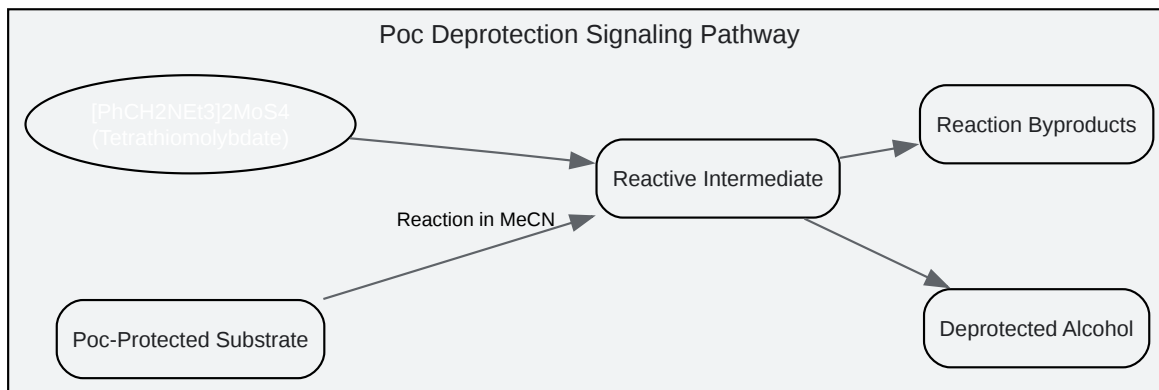 Poc Deprotection Signaling Pathway
[PhCH2NEt3]2MoS4
(Tetrathiomolybdate)
Reaction Byproducts
Reactive Intermediate
Reaction in MeCN
Poc-Protected Substrate
Deprotected Alcohol